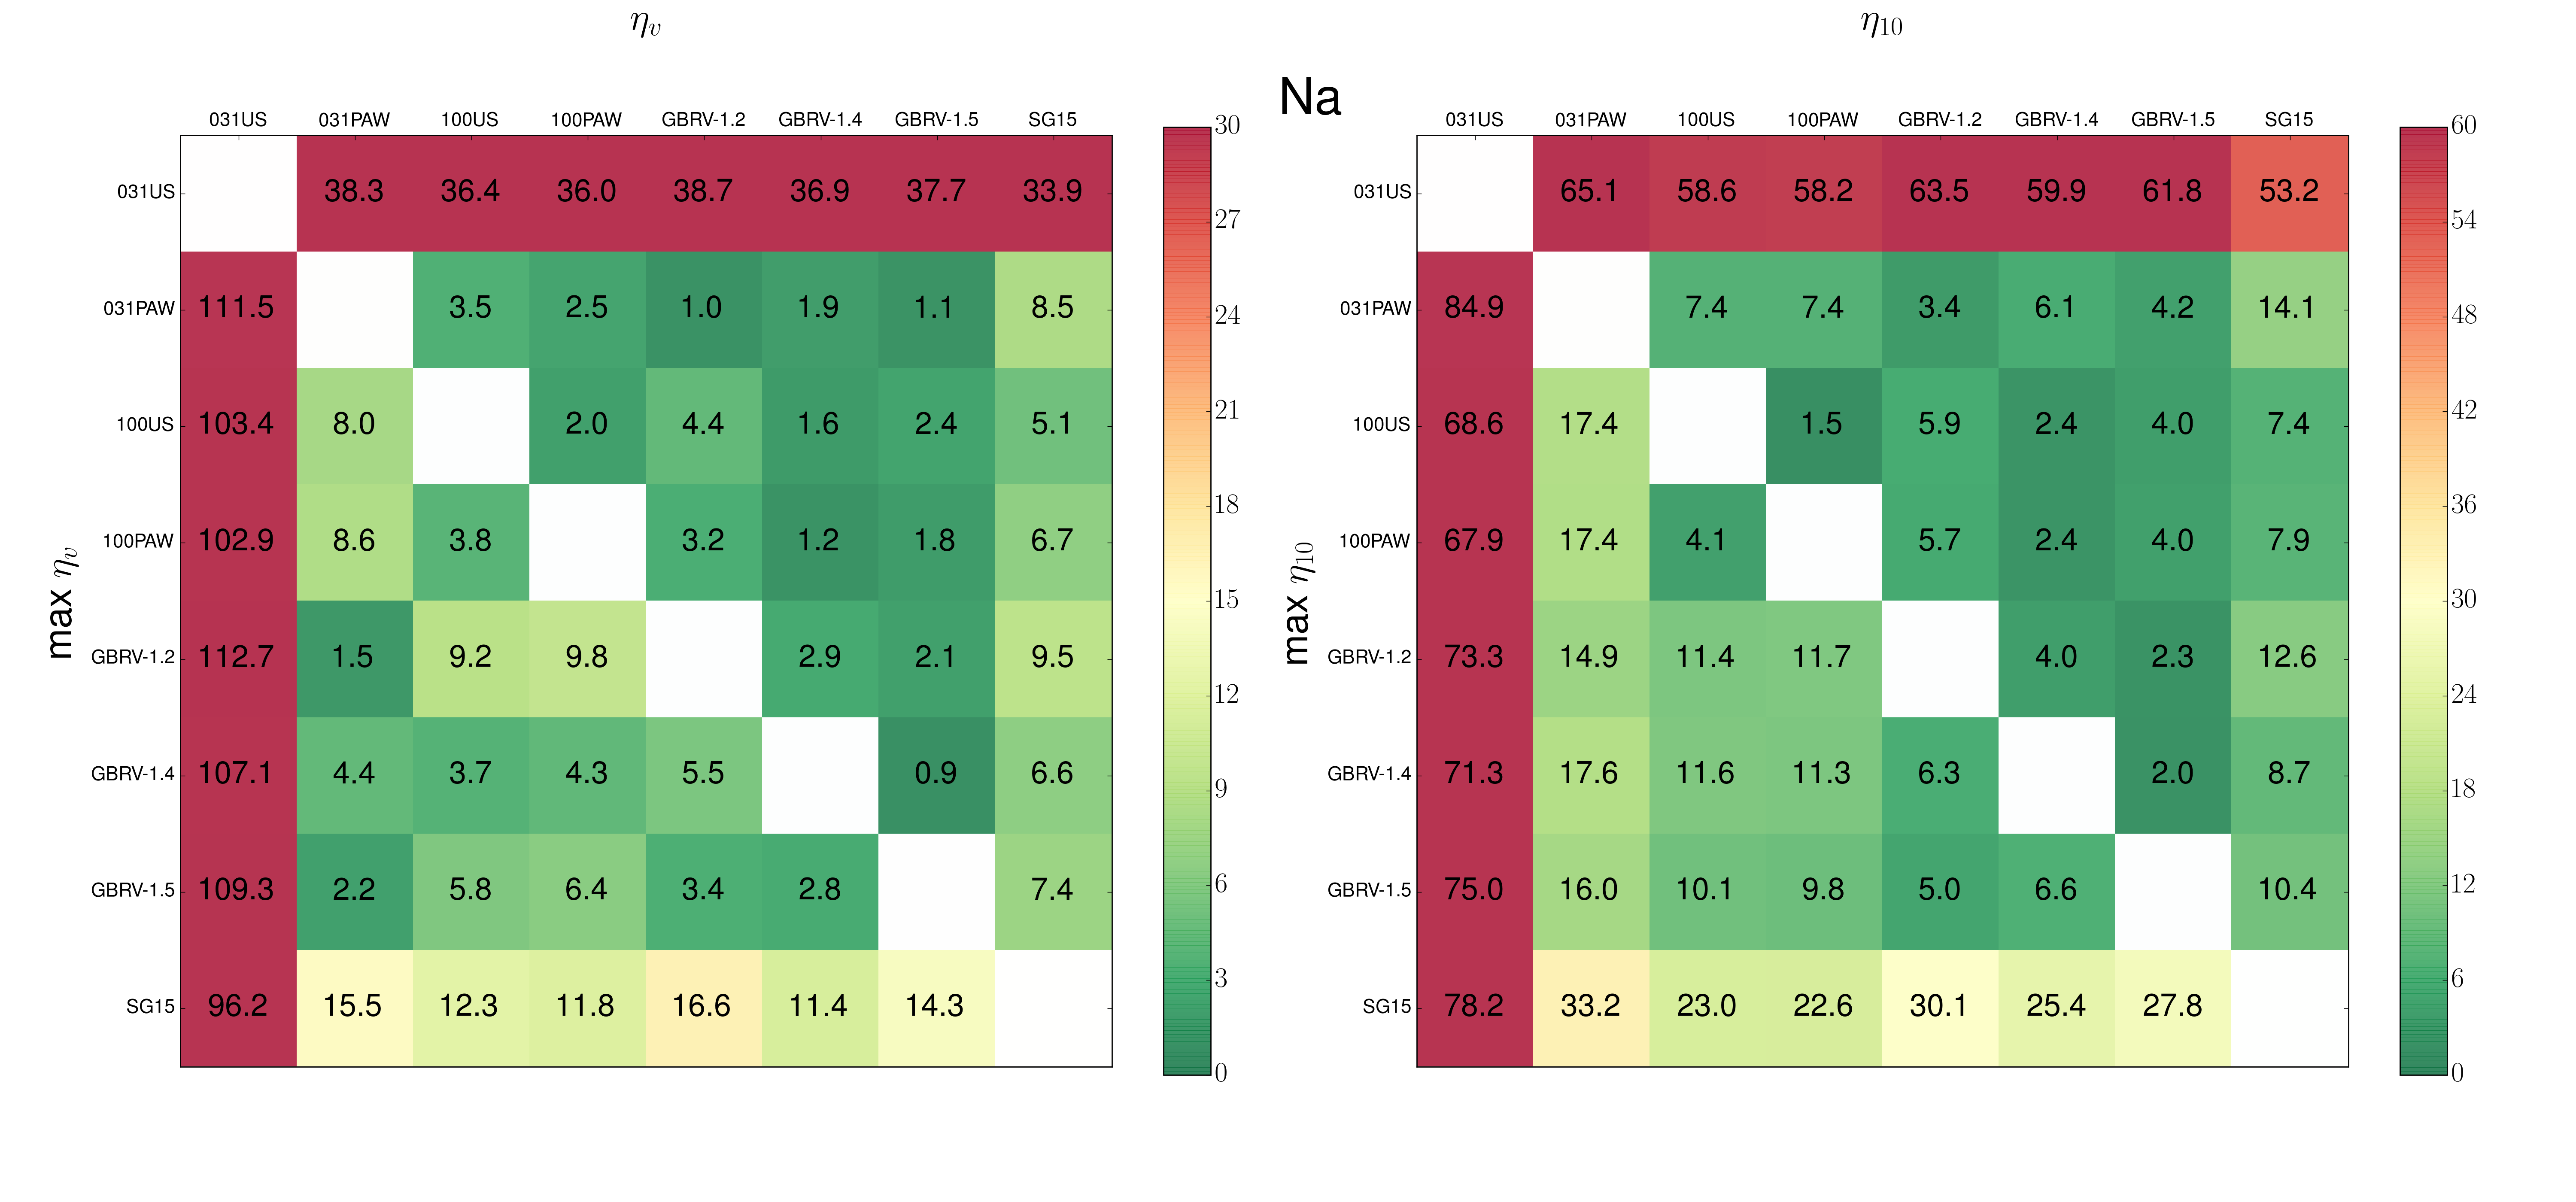 η_v
η_10
Na
031US 031PAW 100US 100PAW GBRV-1.2 GBRV-1.4 GBRV-1.5 SG15
031US 38.3 36.4 36.0 38.7 36.9 37.7 33.9
031PAW 111.5 3.5 2.5 1.0 1.9 1.1 8.5
100US 103.4 8.0 2.0 4.4 1.6 2.4 5.1
100PAW 102.9 8.6 3.8 3.2 1.2 1.8 6.7
GBRV-1.2 112.7 1.5 9.2 9.8 2.9 2.1 9.5
GBRV-1.4 107.1 4.4 3.7 4.3 5.5 0.9 6.6
GBRV-1.5 109.3 2.2 5.8 6.4 3.4 2.8 7.4
SG15 96.2 15.5 12.3 11.8 16.6 11.4 14.3
max η_v
30
27
24
21
18
15
12
9
6
3
0
031US 031PAW 100US 100PAW GBRV-1.2 GBRV-1.4 GBRV-1.5 SG15
031US 65.1 58.6 58.2 63.5 59.9 61.8 53.2
031PAW 84.9 7.4 7.4 3.4 6.1 4.2 14.1
100US 68.6 17.4 1.5 5.9 2.4 4.0 7.4
100PAW 67.9 17.4 4.1 5.7 2.4 4.0 7.9
GBRV-1.2 73.3 14.9 11.4 11.7 4.0 2.3 12.6
GBRV-1.4 71.3 17.6 11.6 11.3 6.3 2.0 8.7
GBRV-1.5 75.0 16.0 10.1 9.8 5.0 6.6 10.4
SG15 78.2 33.2 23.0 22.6 30.1 25.4 27.8
max η_10
60
54
48
42
36
30
24
18
12
6
0